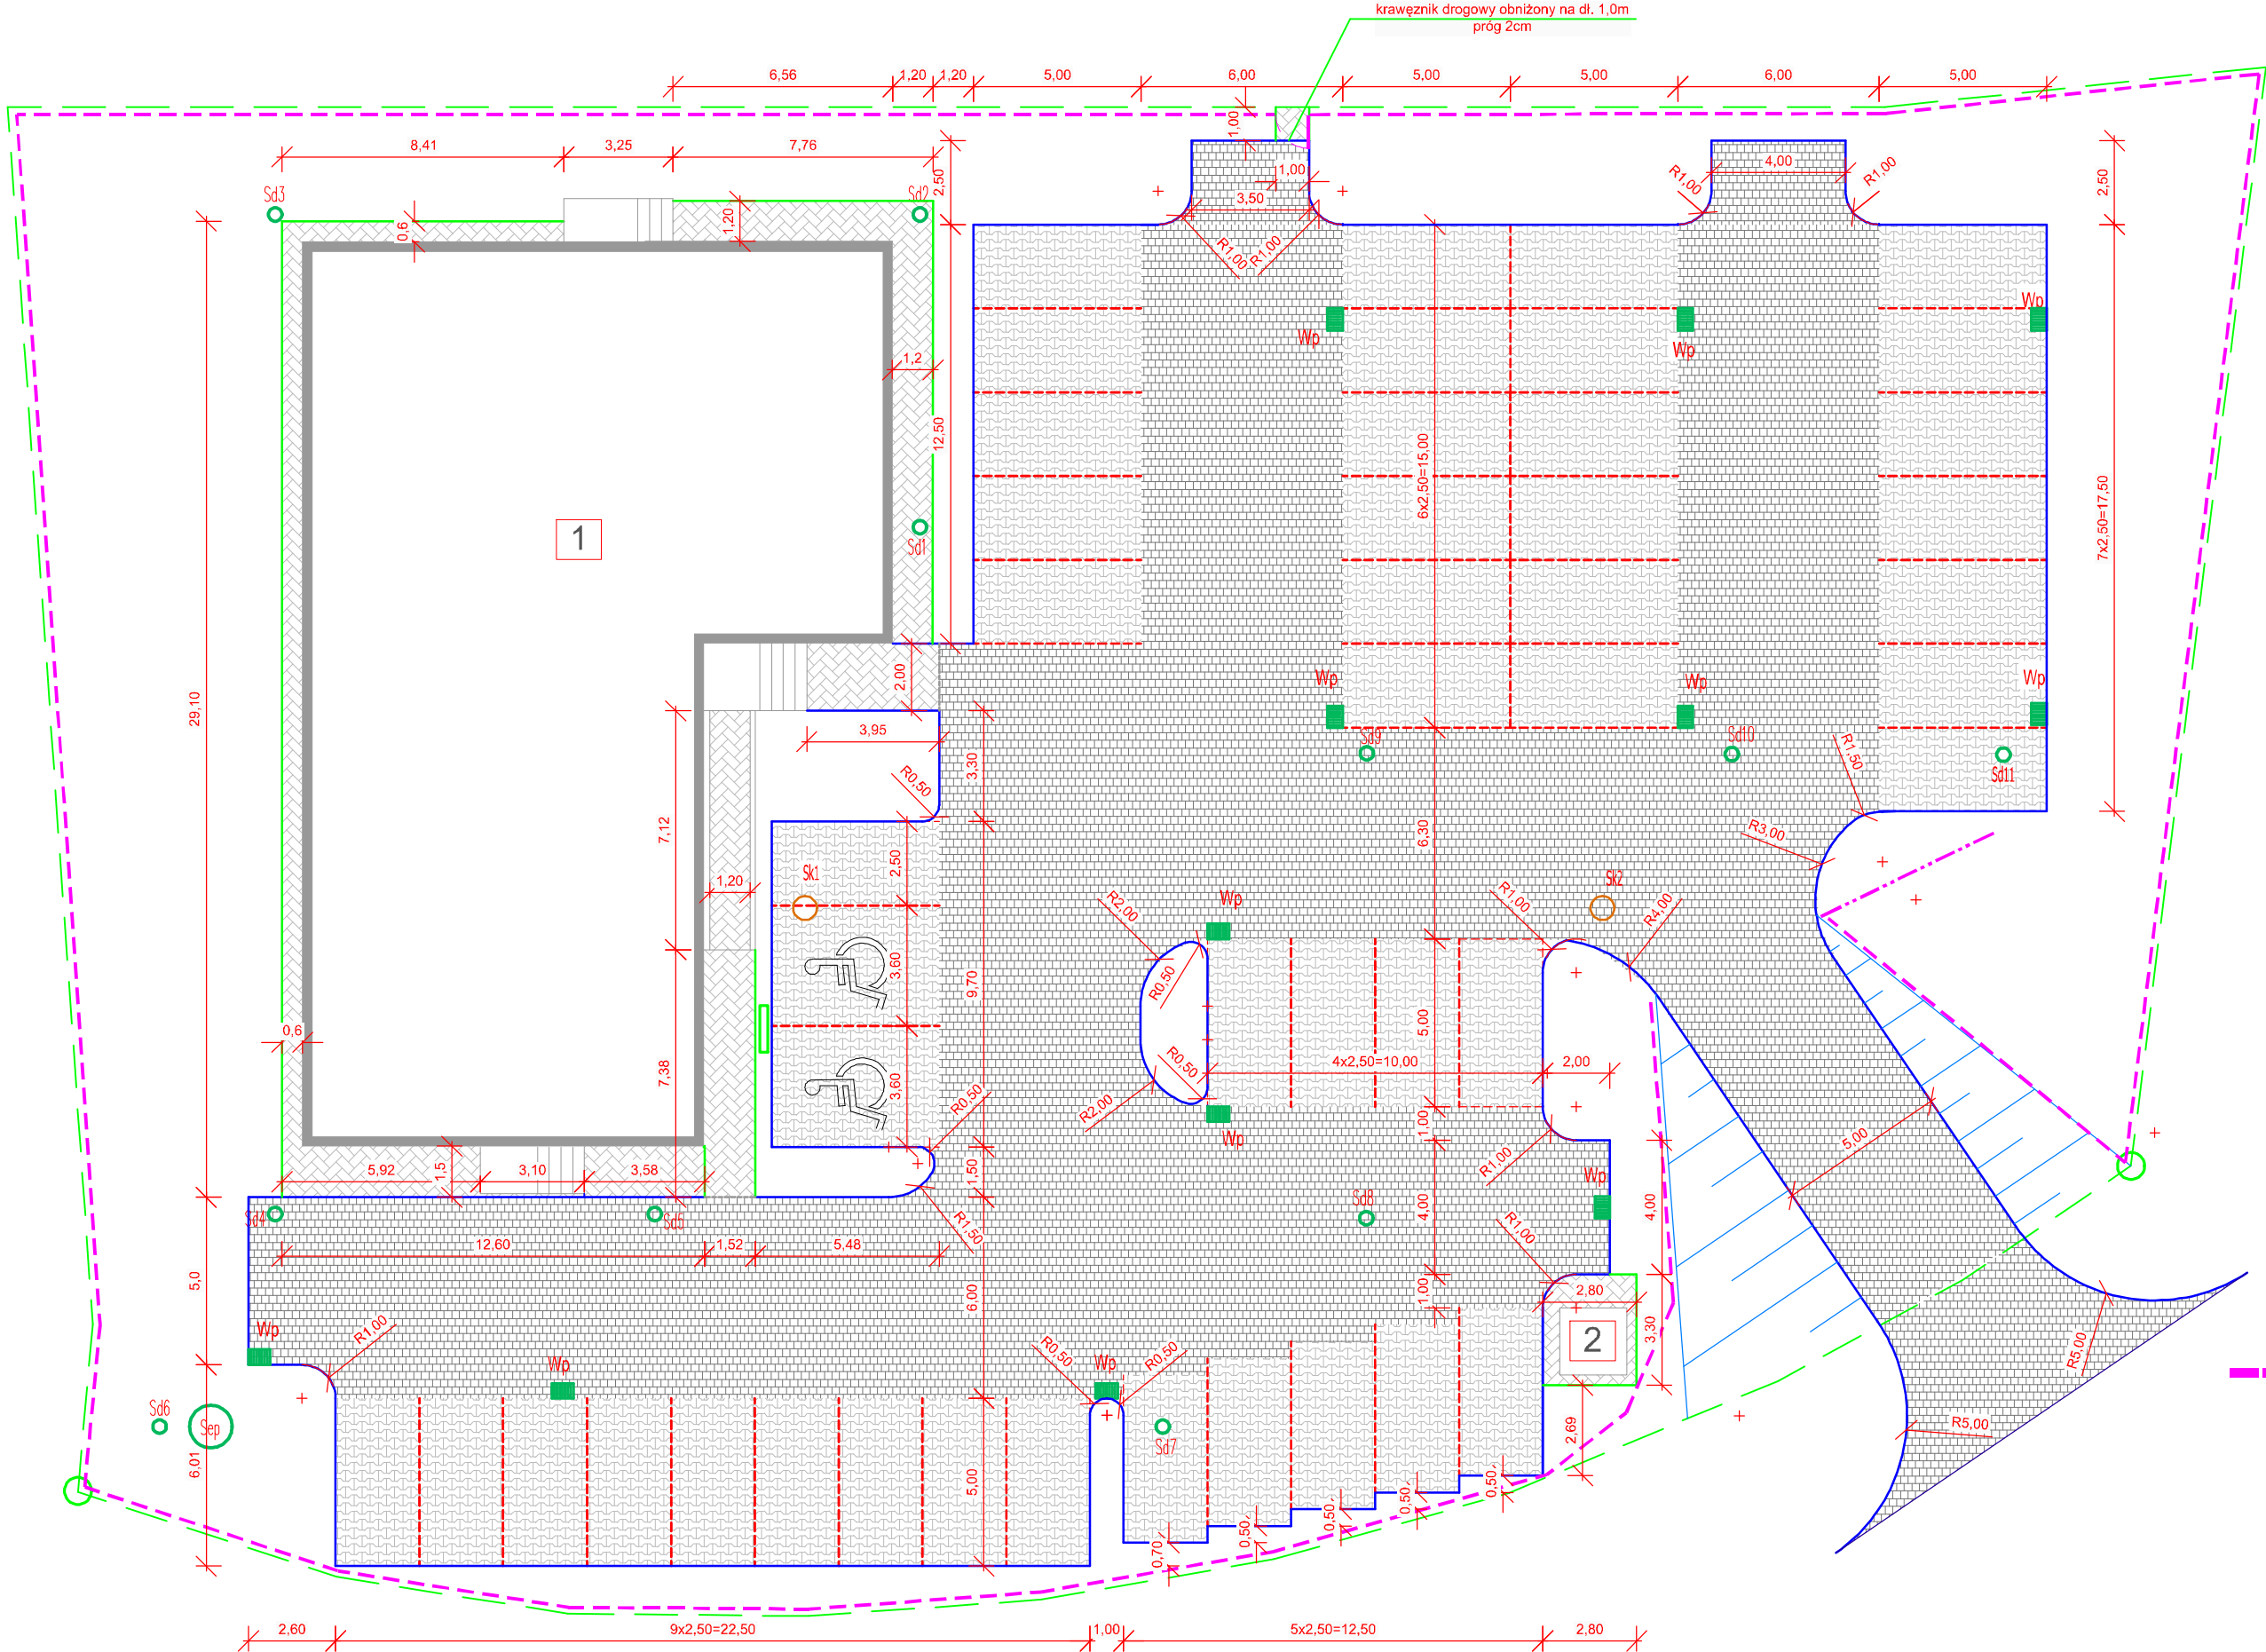 krawężnik drogowy obniżony na dł. 1,0m
próg 2cm
6,56
1,20
1,20
5,00
6,00
5,00
5,00
6,00
5,00
8,41
3,25
7,76
1,00
2,50
1,00
3,50
R1,00
R1,00
R1,00
4,00
R1,00
2,50
Sd3
Sd2
0,6
1,20
Wp
Wp
Wp
1,2
12,50
6x2,50=15,00
7x2,50=17,50
1
Sd1
29,10
2,00
Wp
Wp
Wp
3,95
3,30
Sd9
Sd10
Sd11
R0,50
R1,50
7,12
6,30
R3,00
2,50
Sk1
1,20
Sk2
Wp
R2,00
R1,00
R4,00
3,60
9,70
R0,50
0,6
5,00
7,38
R0,50
4x2,50=10,00
2,00
3,60
R0,50
R2,00
1,00
Wp
5,00
5,92
1,5
3,10
3,58
1,50
R1,00
Wp
Sd8
4,00
4,00
Sd4
Sd5
R1,50
R1,00
12,60
1,52
5,48
5,0
6,00
1,00
2,80
Wp
R1,00
3,30
2
Wp
R0,50
Wp
R0,50
R5,00
Sd6
Sep
Sd7
2,69
R5,00
6,01
5,00
0,50
0,50
0,50
0,50
0,70
2,60
9x2,50=22,50
1,00
5x2,50=12,50
2,80